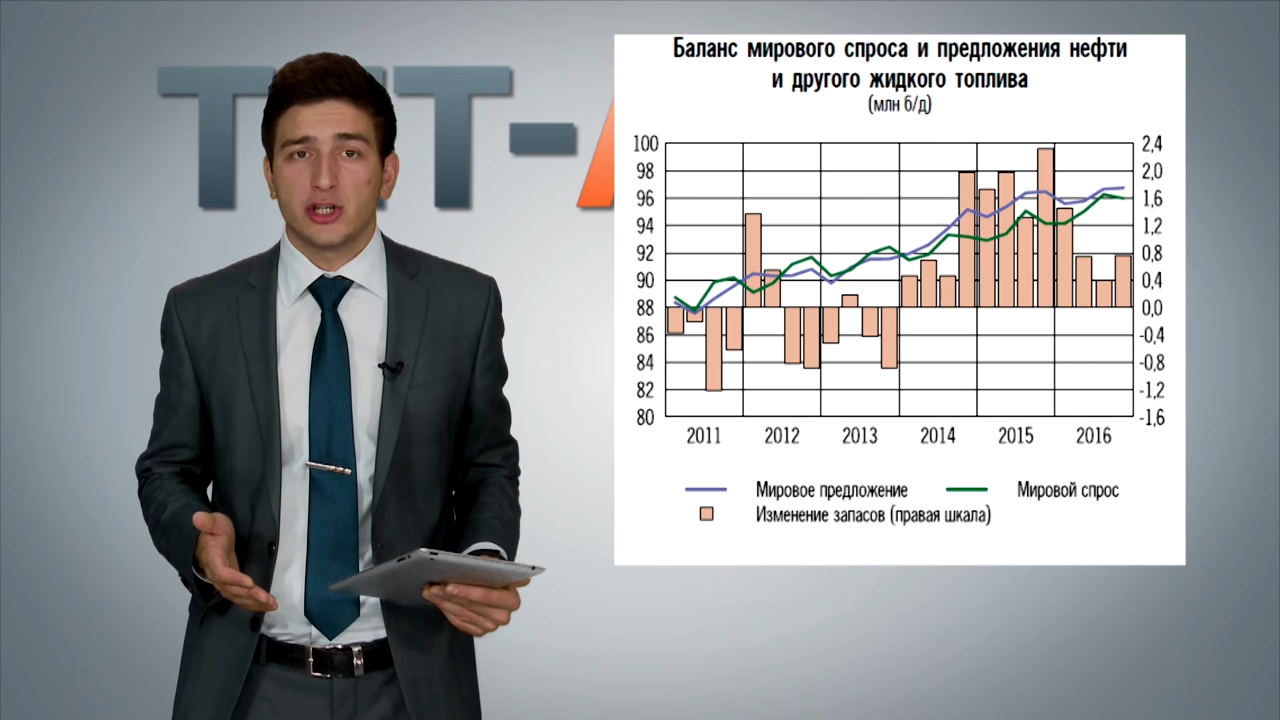 ТНТ-
Баланс мирового спроса и предложения нефти
и другого жидкого топлива
(млн б/д)
100 2,4
98 2,0
96 1,6
94 1,2
92 0,8
90 0,4
88 0,0
86 -0,4
84 -0,8
82 -1,2
80 -1,6
2011 2012 2013 2014 2015 2016
Мировое предложение Мировой спрос
Изменение запасов (правая шкала)